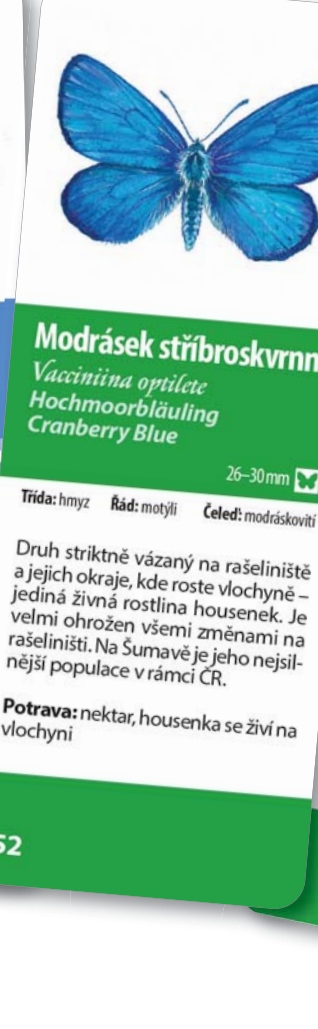 Modrásek stříbroskvrnn
Vacciniina optilete
Hochmoorbläuling
Cranberry Blue
26–30 mm
Třída: hmyz Řád: motýli Čeleď: modráskovití
Druh striktně vázaný na rašeliniště
a jejich okraje, kde roste vlochyně –
jediná živná rostlina housenek. Je
velmi ohrožen všemi změnami na
rašeliništi. Na Šumavě je jeho nejsil-
nější populace v rámci ČR.
Potrava: nektar, housenka se živí na
vlochyni
52